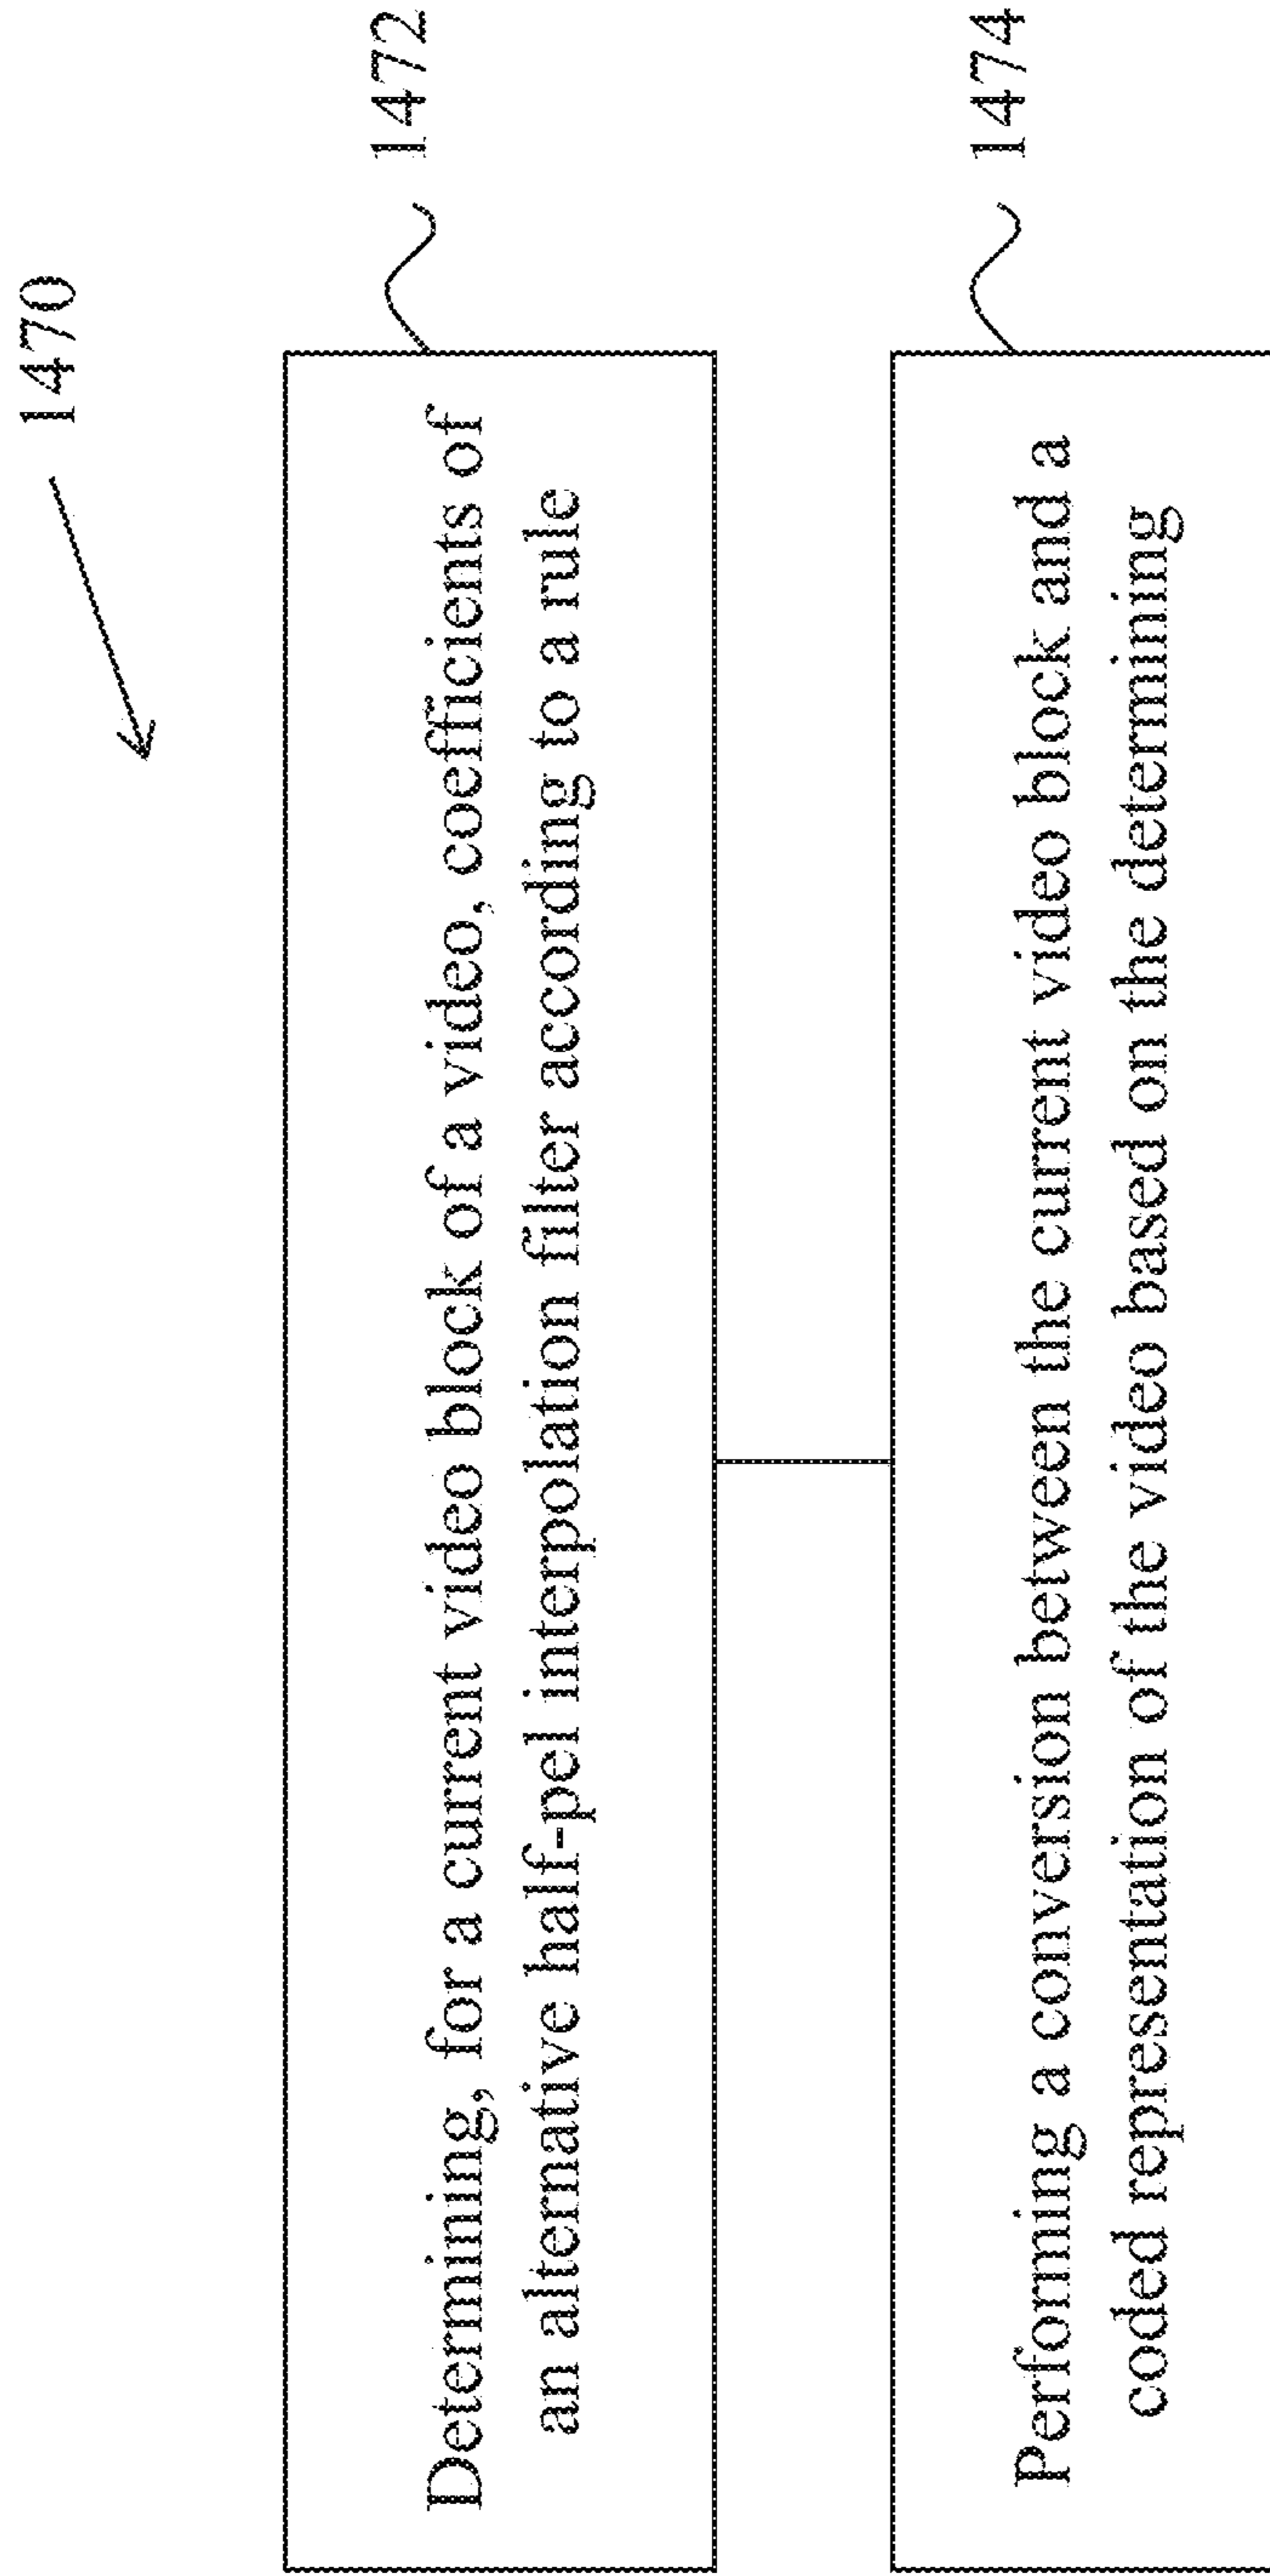 1470
Determining, for a current video block of a video, coefficients of
an alternative half-pel interpolation filter according to a rule
1472
Performing a conversion between the current video block and a
coded representation of the video based on the determining
1474